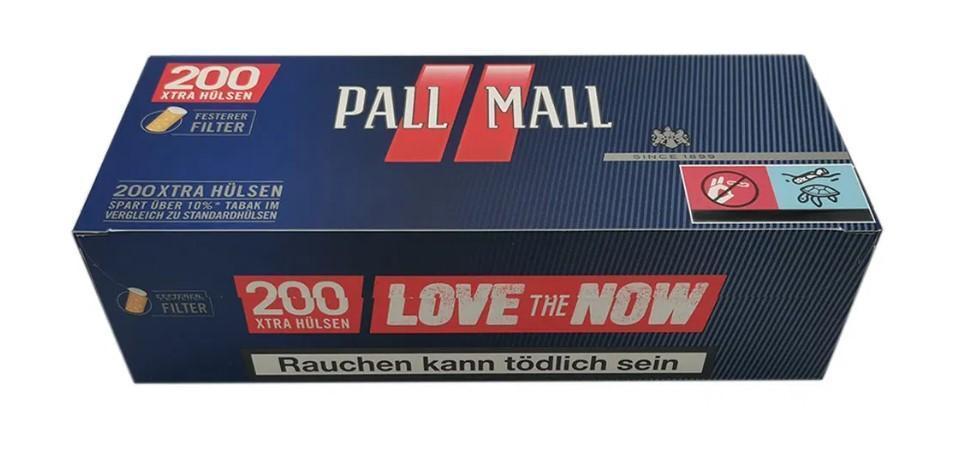 200
XTRA HÜLSEN
FESTERER
FILTER
PALL MALL
SINCE 1899
200 XTRA HÜLSEN
SPART ÜBER 10%* TABAK IM
VERGLEICH ZU STANDARDHÜLSEN
FESTERER
FILTER
200
XTRA HÜLSEN
LOVE THE NOW
Rauchen kann tödlich sein